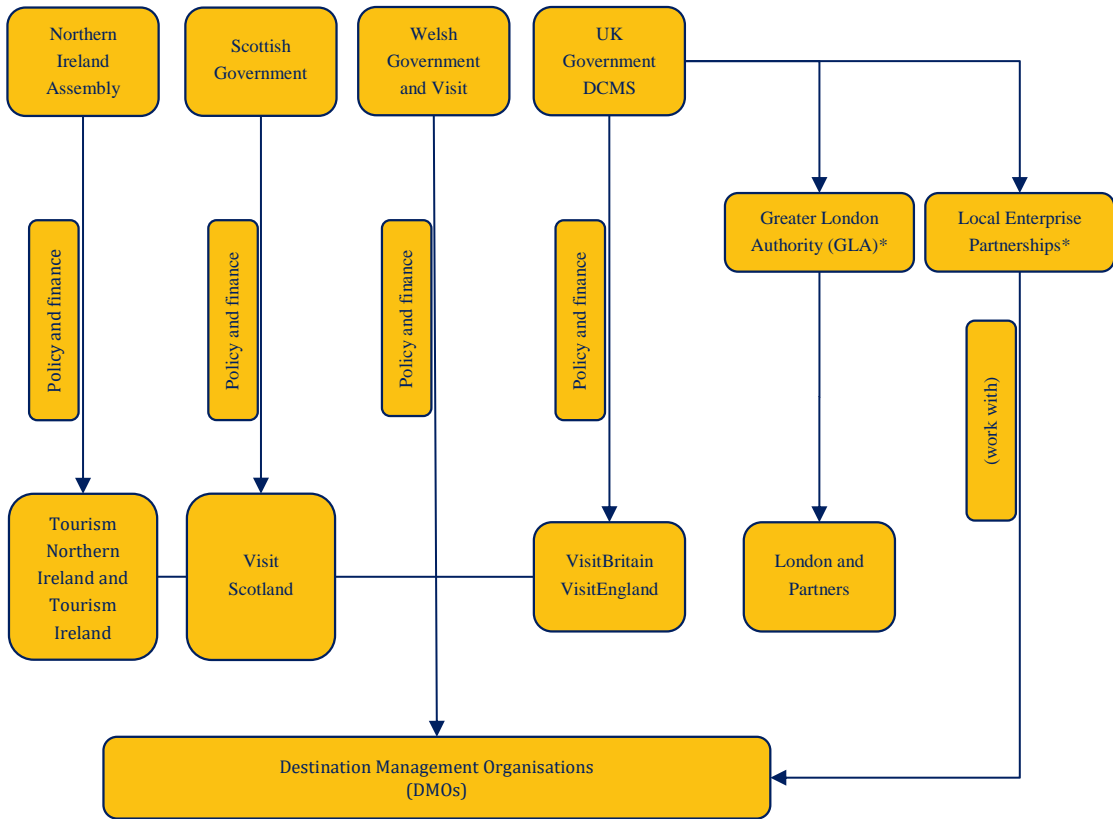 Northern
Ireland
Assembly
Scottish
Government
Welsh
Government
and Visit
UK
Government
DCMS
Greater London
Authority (GLA)*
Local Enterprise
Partnerships*
Policy and finance
Policy and finance
Policy and finance
Policy and finance
(work with)
Tourism
Northern
Ireland and
Tourism
Ireland
Visit
Scotland
VisitBritain
VisitEngland
London and
Partners
Destination Management Organisations
(DMOs)